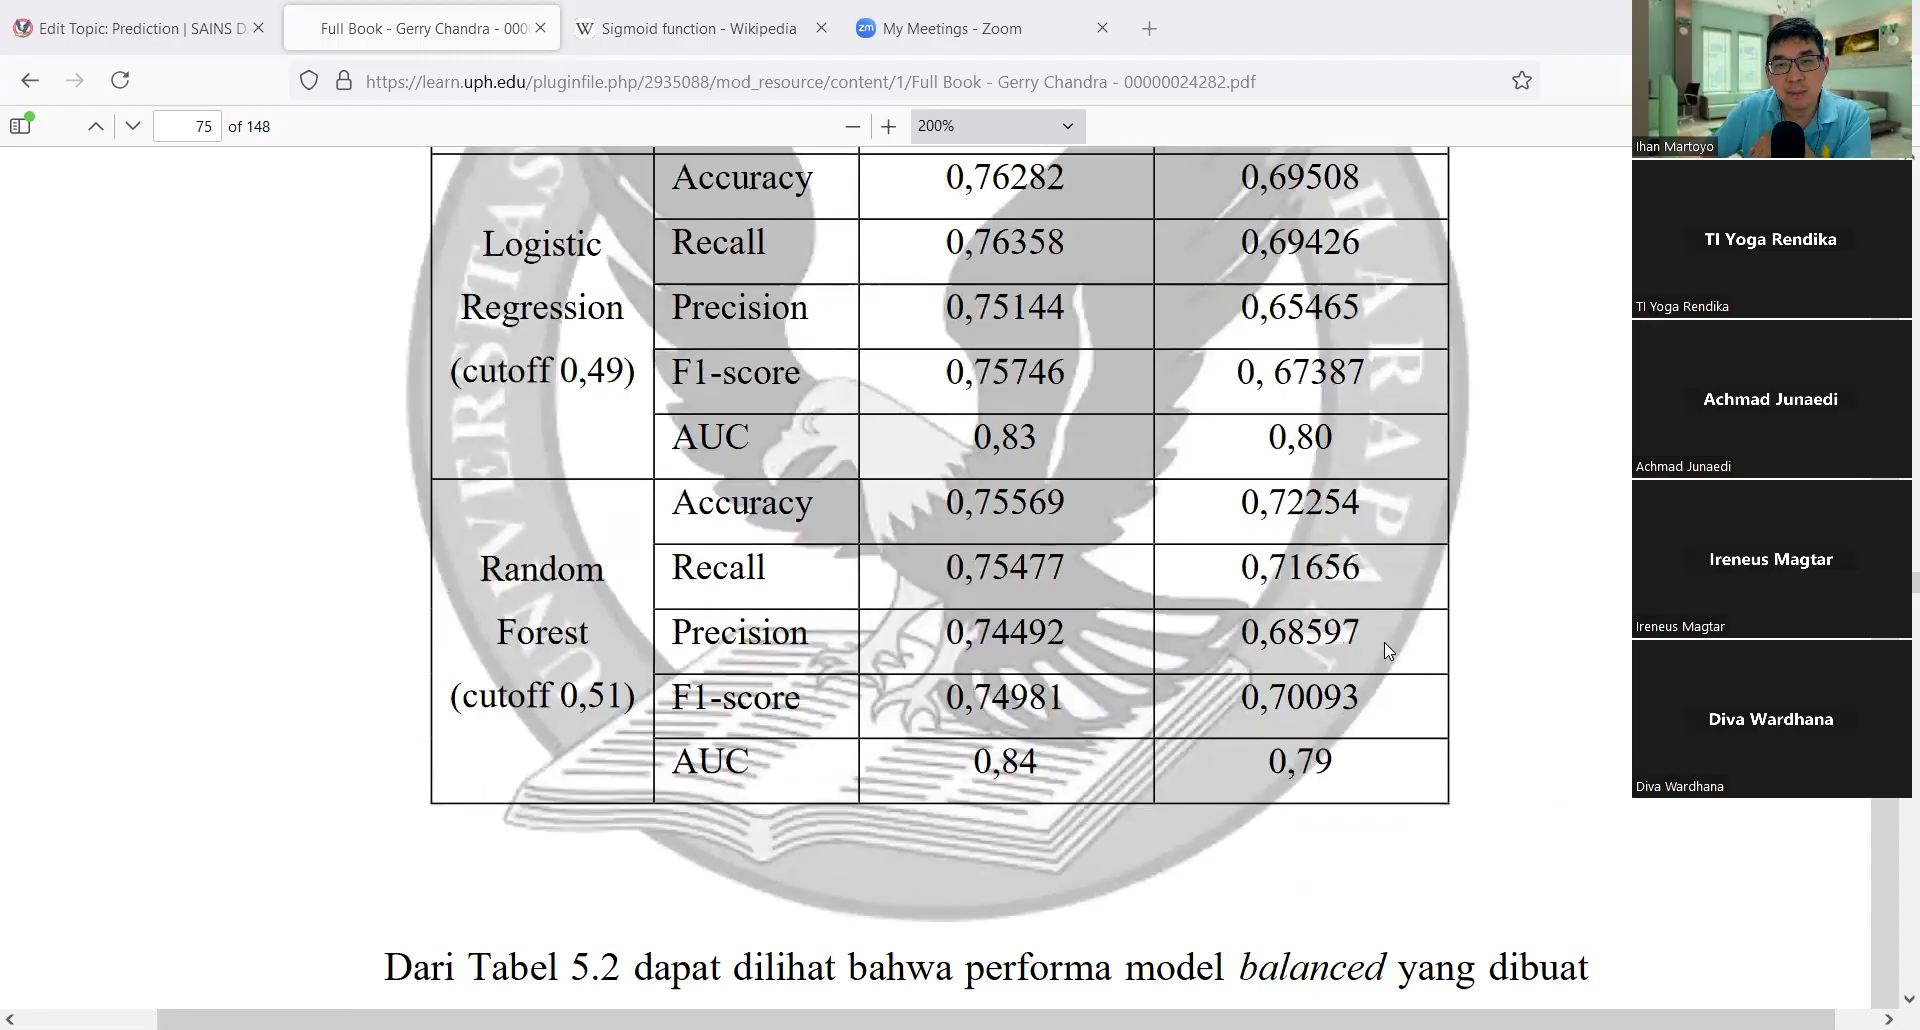 Edit Topic: Prediction | SAINS D
Full Book - Gerry Chandra - 000
Sigmoid function - Wikipedia
My Meetings - Zoom
https://learn.uph.edu/pluginfile.php/2935088/mod_resource/content/1/Full Book - Gerry Chandra - 00000024282.pdf
75 of 148
200%
Logistic
Regression
(cutoff 0,49)
Accuracy 0,76282 0,69508
Recall 0,76358 0,69426
Precision 0,75144 0,65465
F1-score 0,75746 0, 67387
AUC 0,83 0,80
Random
Forest
(cutoff 0,51)
Accuracy 0,75569 0,72254
Recall 0,75477 0,71656
Precision 0,74492 0,68597
F1-score 0,74981 0,70093
AUC 0,84 0,79
UNIVERSITAS
HARAPAN
Dari Tabel 5.2 dapat dilihat bahwa performa model balanced yang dibuat
Ihan Martoyo
TI Yoga Rendika
TI Yoga Rendika
Achmad Junaedi
Achmad Junaedi
Ireneus Magtar
Ireneus Magtar
Diva Wardhana
Diva Wardhana